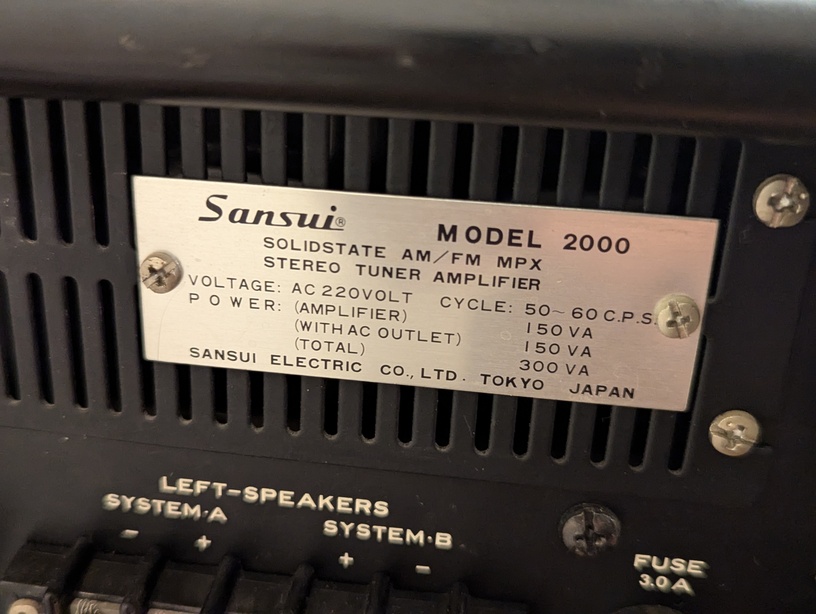 Sansui® MODEL 2000
SOLIDSTATE AM/FM MPX
STEREO TUNER AMPLIFIER
VOLTAGE: AC 220VOLT CYCLE: 50~60 C.P.S.
POWER: (AMPLIFIER) 150 VA
(WITH AC OUTLET) 150 VA
(TOTAL) 300 VA
SANSUI ELECTRIC CO., LTD. TOKYO JAPAN
LEFT-SPEAKERS
SYSTEM·A SYSTEM·B
− + + −
FUSE
3.0A